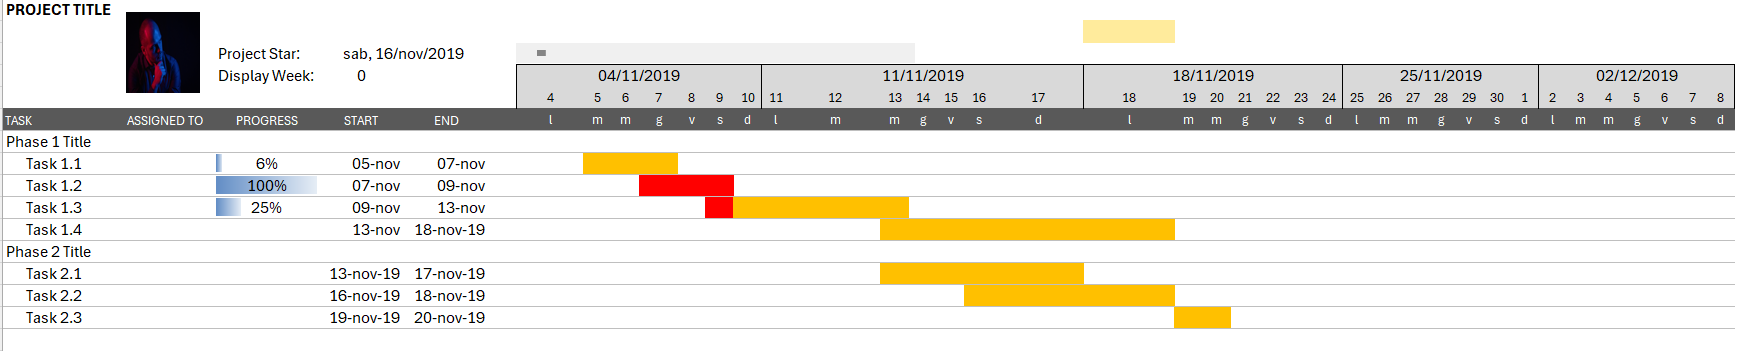 PROJECT TITLE
Project Star: sab, 16/nov/2019
Display Week: 0
04/11/2019 11/11/2019 18/11/2019 25/11/2019 02/12/2019
4 5 6 7 8 9 10 11 12 13 14 15 16 17 18 19 20 21 22 23 24 25 26 27 28 29 30 1 2 3 4 5 6 7 8
TASK ASSIGNED TO PROGRESS START END l m m g v s d l m m g v s d l m m g v s d l m m g v s d l m m g v s d
Phase 1 Title
Task 1.1 6% 05-nov 07-nov
Task 1.2 100% 07-nov 09-nov
Task 1.3 25% 09-nov 13-nov
Task 1.4 13-nov 18-nov-19
Phase 2 Title
Task 2.1 13-nov-19 17-nov-19
Task 2.2 16-nov-19 18-nov-19
Task 2.3 19-nov-19 20-nov-19